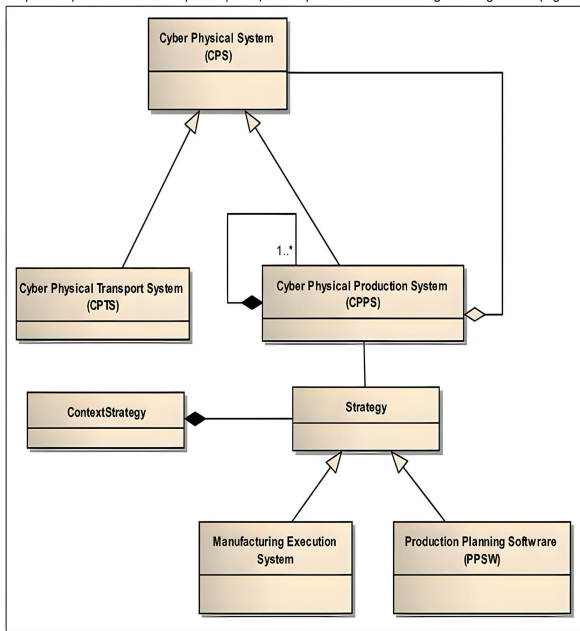 Cyber Physical System
(CPS)
1..*
Cyber Physical Transport System
(CPTS)
Cyber Physical Production System
(CPPS)
ContextStrategy
Strategy
Manufacturing Execution
System
Production Planning Softwrare
(PPSW)